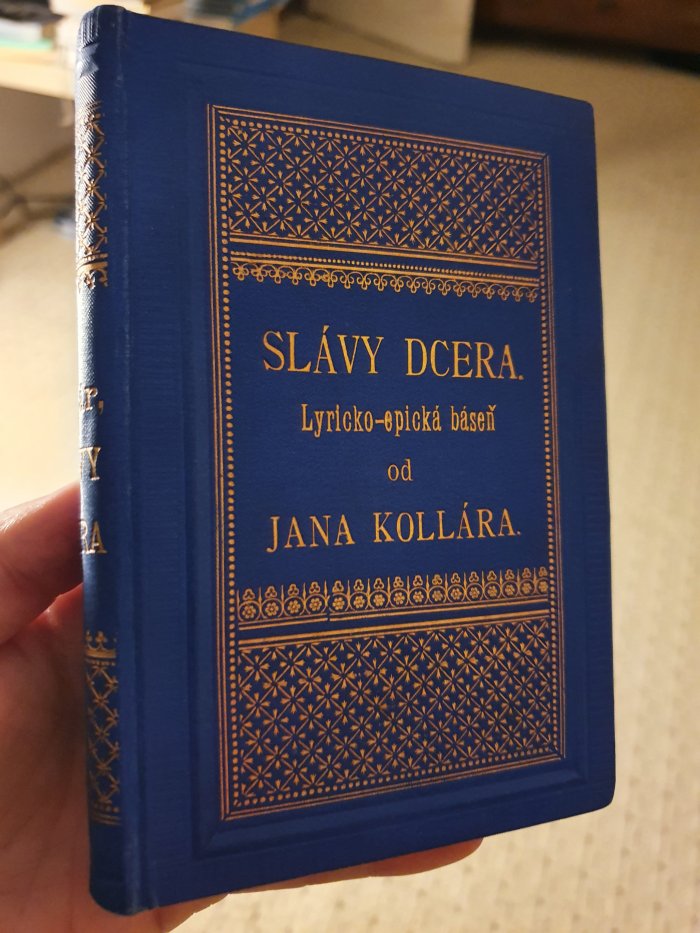 SLÁVY DCERA.
Lyricko-epická báseň
od
JANA KOLLÁRA.